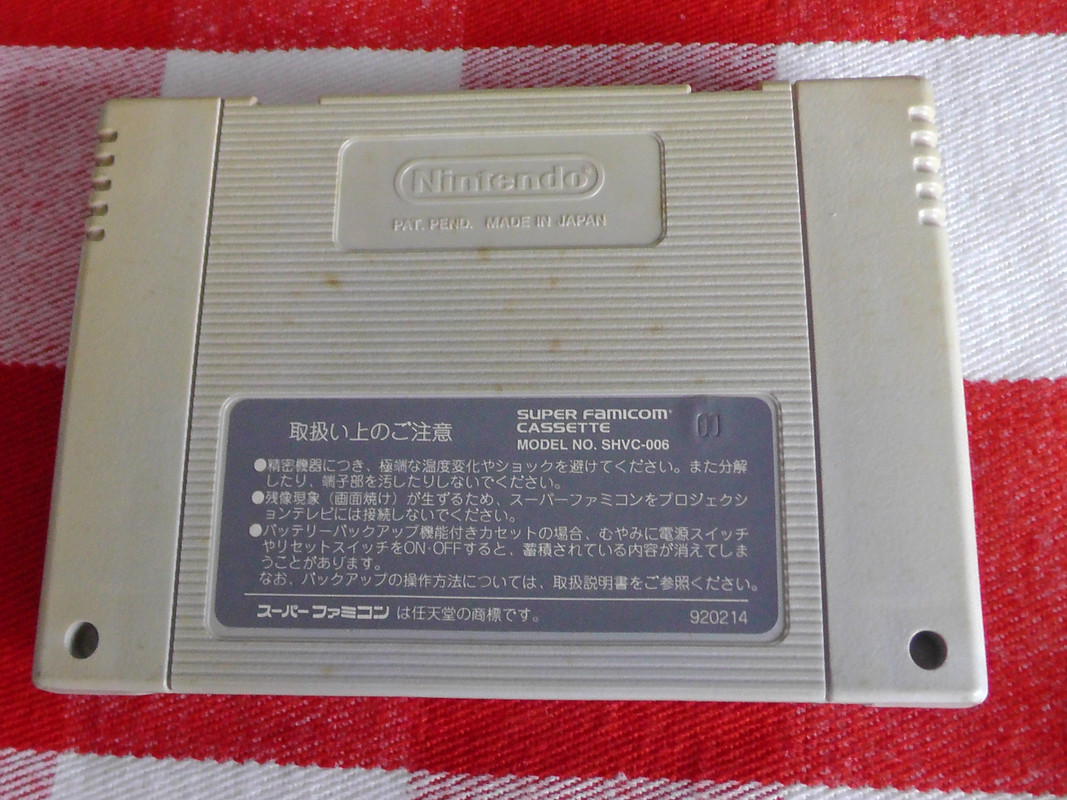 Nintendo
PAT. PEND. MADE IN JAPAN
取扱い上のご注意
SUPER FAMICOM
CASSETTE
MODEL NO. SHVC-006
●精密機器につき、極端な温度変化やショックを避けてください。また分解
したり、端子部を汚したりしないでください。
●残像現象（画面焼け）が生ずるため、スーパーファミコンをプロジェクシ
ョンテレビには接続しないでください。
●バッテリーバックアップ機能付きカセットの場合、むやみに電源スイッチ
やリセットスイッチをON·OFFすると、蓄積されている内容が消えてしま
うことがあります。
なお、バックアップの操作方法については、取扱説明書をご参照ください。
スーパーファミコン は任天堂の商標です。
920214